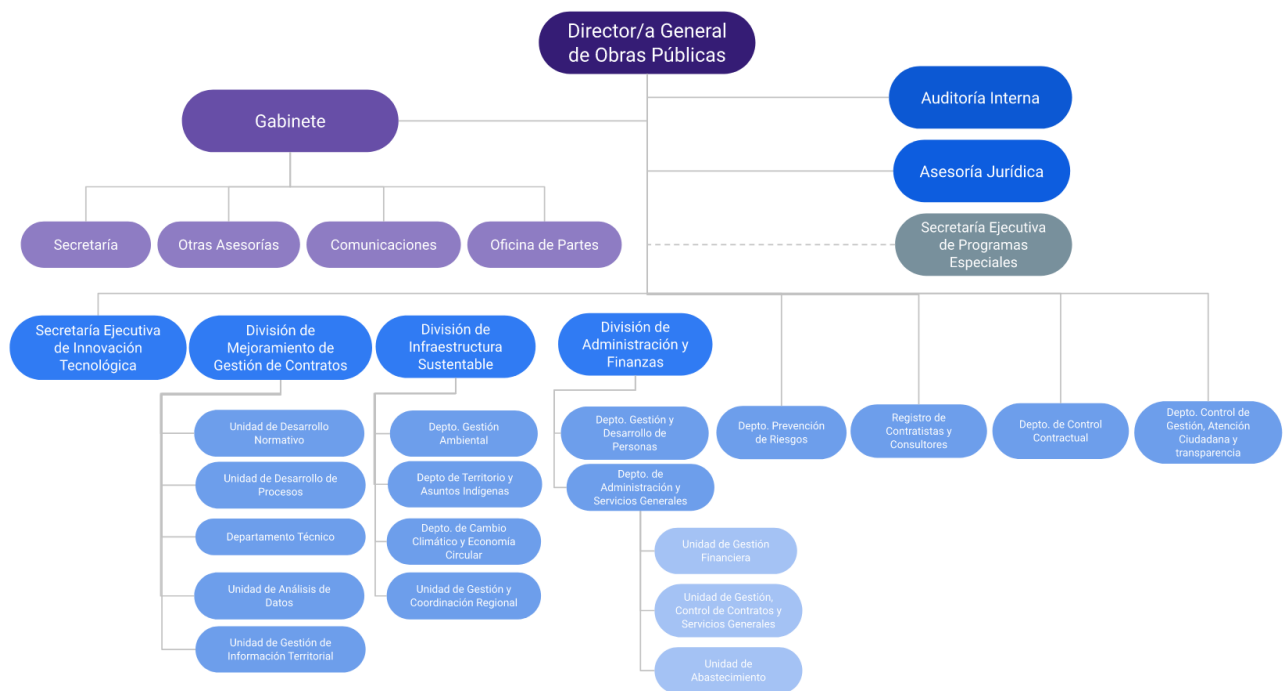 Director/a General
de Obras Públicas
Auditoría Interna
Gabinete
Asesoría Jurídica
Secretaría
Otras Asesorías
Comunicaciones
Oficina de Partes
Secretaría Ejecutiva
de Programas
Especiales
Secretaría Ejecutiva
de Innovación
Tecnológica
División de
Mejoramiento de
Gestión de Contratos
División de
Infraestructura
Sustentable
División de
Administración y
Finanzas
Unidad de Desarrollo
Normativo
Unidad de Desarrollo de
Procesos
Departamento Técnico
Unidad de Análisis de
Datos
Unidad de Gestión de
Información Territorial
Depto. Gestión
Ambiental
Depto de Territorio y
Asuntos Indígenas
Depto. de Cambio
Climático y Economía
Circular
Unidad de Gestión y
Coordinación Regional
Depto. Gestión y
Desarrollo de
Personas
Depto. de
Administración y
Servicios Generales
Unidad de Gestión
Financiera
Unidad de Gestión,
Control de Contratos y
Servicios Generales
Unidad de
Abastecimiento
Depto. Prevención
de Riesgos
Registro de
Contratistas y
Consultores
Depto. de Control
Contractual
Depto. Control de
Gestión, Atención
Ciudadana y
transparencia